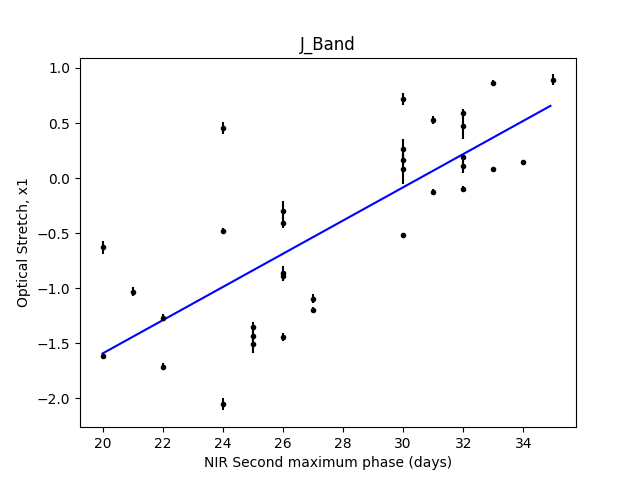 J_Band
1.0
0.5
0.0
−0.5
−1.0
−1.5
−2.0
Optical Stretch, x1
20 22 24 26 28 30 32 34
NIR Second maximum phase (days)